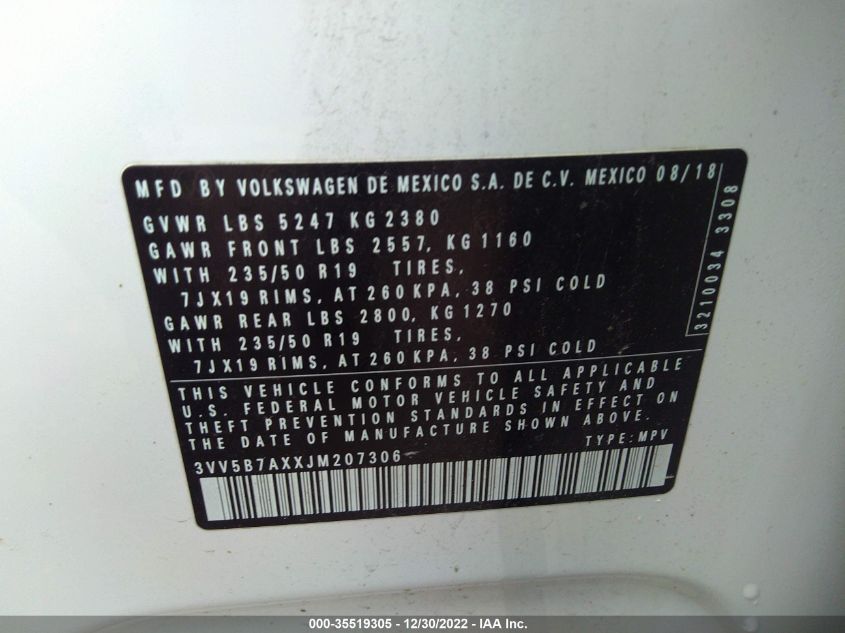 MFD BY VOLKSWAGEN DE MEXICO S.A. DE C.V. MEXICO 08/18
GVWR LBS 5247 KG 2380
GAWR FRONT LBS 2557, KG 1160
WITH 235/50 R19 TIRES,
7JX19 RIMS, AT 260 KPA, 38 PSI COLD
GAWR REAR LBS 2800, KG 1270
WITH 235/50 R19 TIRES,
7JX19 RIMS, AT 260 KPA, 38 PSI COLD
3210034 3308
THIS VEHICLE CONFORMS TO ALL APPLICABLE
U.S. FEDERAL MOTOR VEHICLE SAFETY AND
THEFT PREVENTION STANDARDS IN EFFECT ON
THE DATE OF MANUFACTURE SHOWN ABOVE.
3VV5B7AXXJM207306 TYPE: MPV
000-35519305 - 12/30/2022 - IAA Inc.